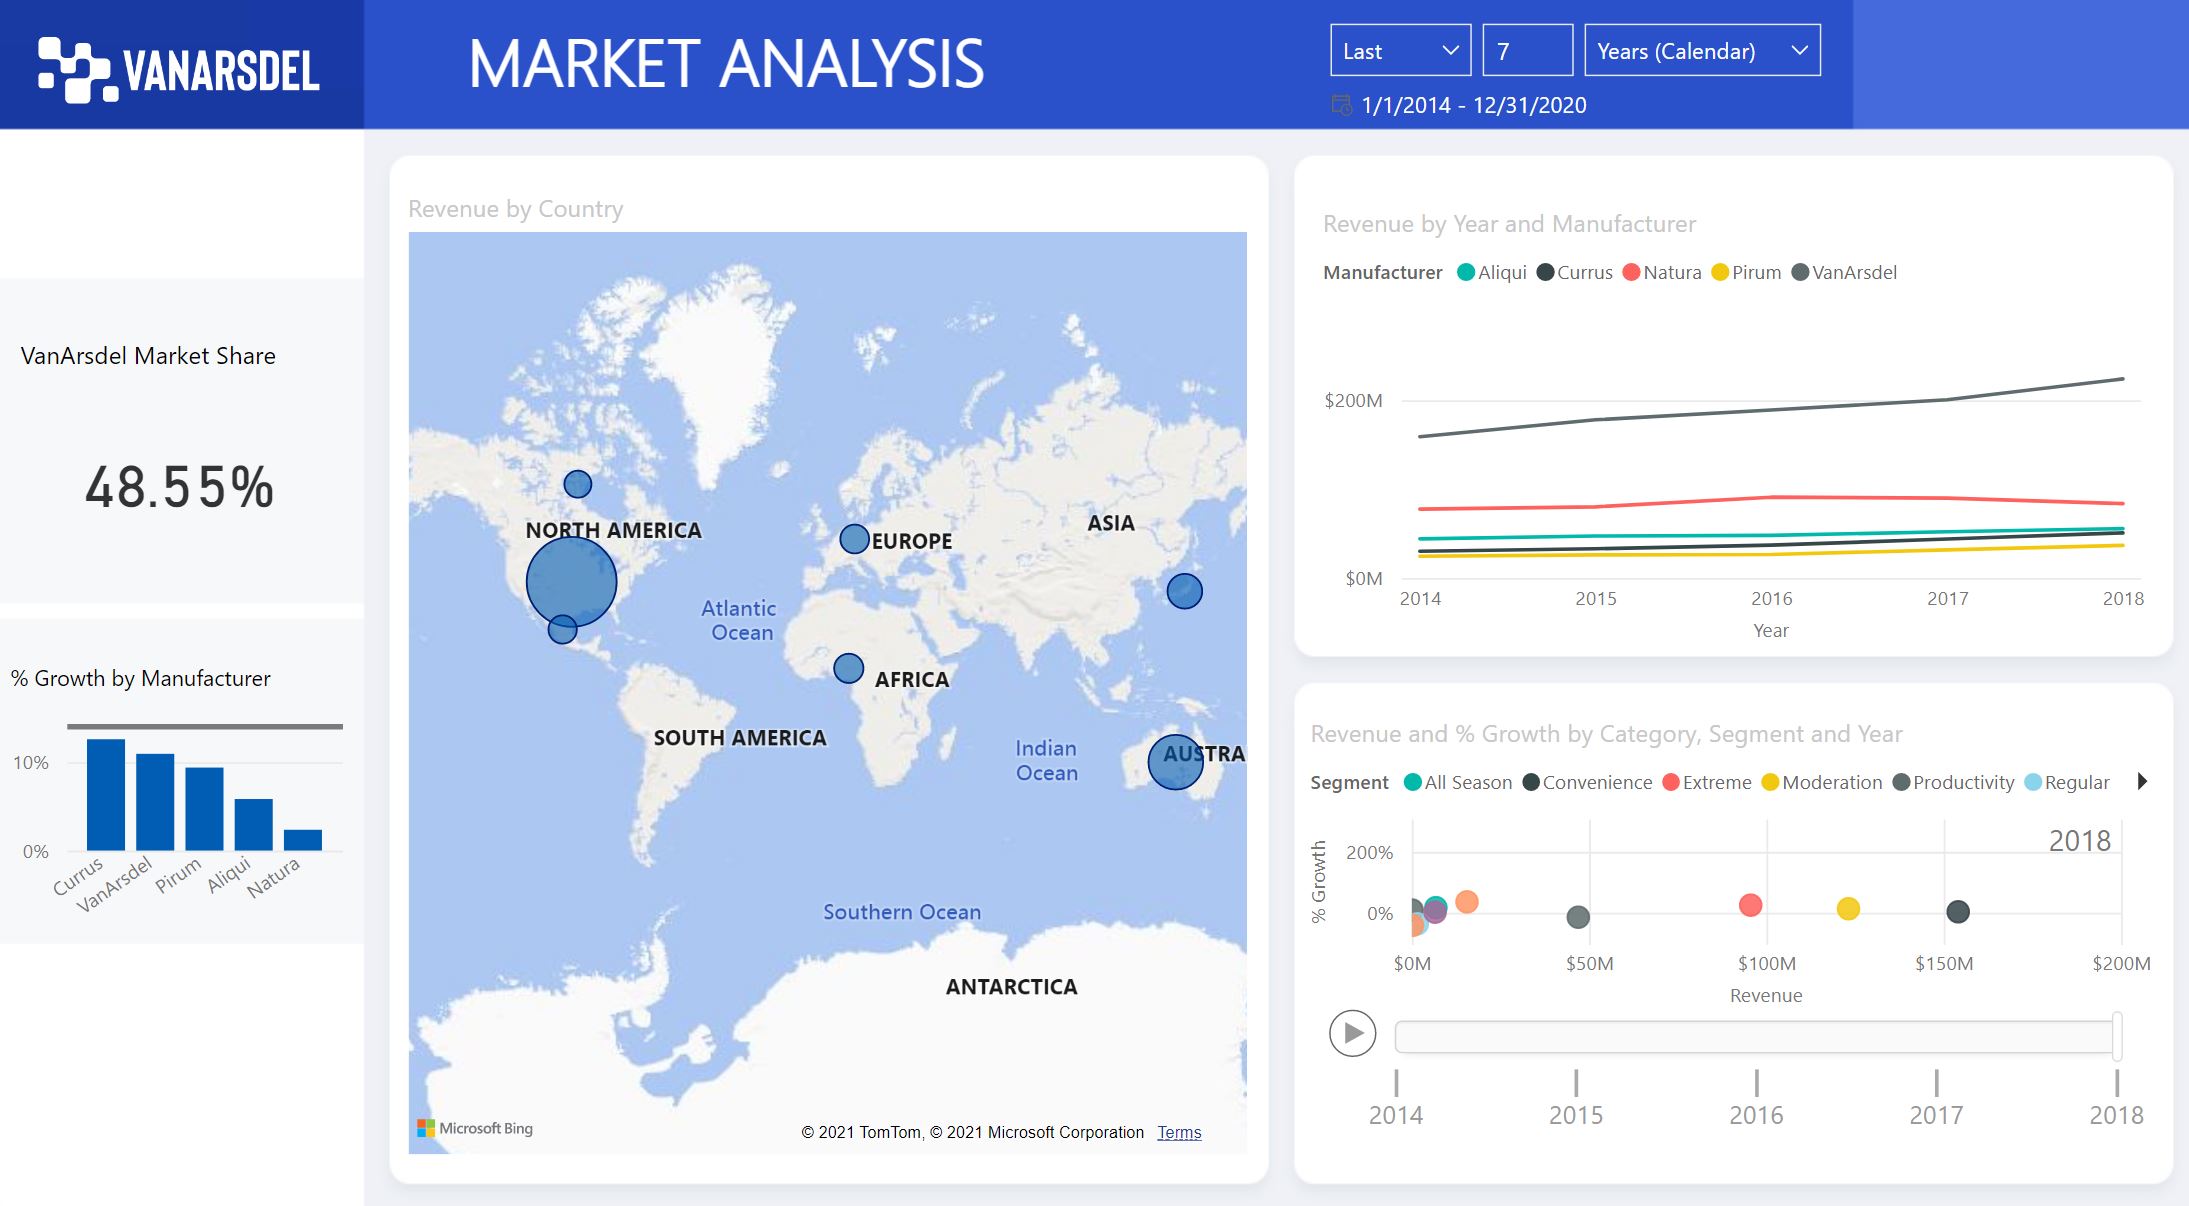 VANARSDEL
MARKET ANALYSIS
Last
7
Years (Calendar)
1/1/2014 - 12/31/2020
VanArsdel Market Share
48.55%
% Growth by Manufacturer
10%
0%
Currus
VanArsdel
Pirum
Aliqui
Natura
Revenue by Country
NORTH AMERICA
EUROPE
ASIA
Atlantic
Ocean
AFRICA
SOUTH AMERICA
Indian
Ocean
AUSTRA
Southern Ocean
ANTARCTICA
Microsoft Bing
© 2021 TomTom, © 2021 Microsoft Corporation Terms
Revenue by Year and Manufacturer
Manufacturer Aliqui Currus Natura Pirum VanArsdel
$200M
$0M
2014 2015 2016 2017 2018
Year
Revenue and % Growth by Category, Segment and Year
Segment All Season Convenience Extreme Moderation Productivity Regular
2018
% Growth
200%
0%
$0M $50M $100M $150M $200M
Revenue
2014 2015 2016 2017 2018